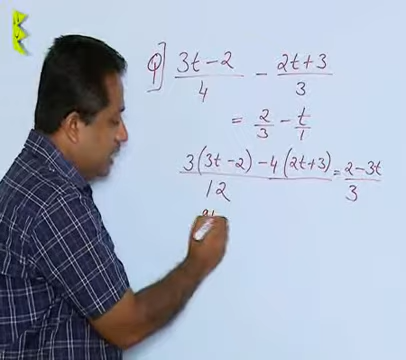 Q] (3t-2)/4 - (2t+3)/3
= 2/3 - t/1
(3(3t-2) - 4(2t+3))/12 = (2-3t)/3